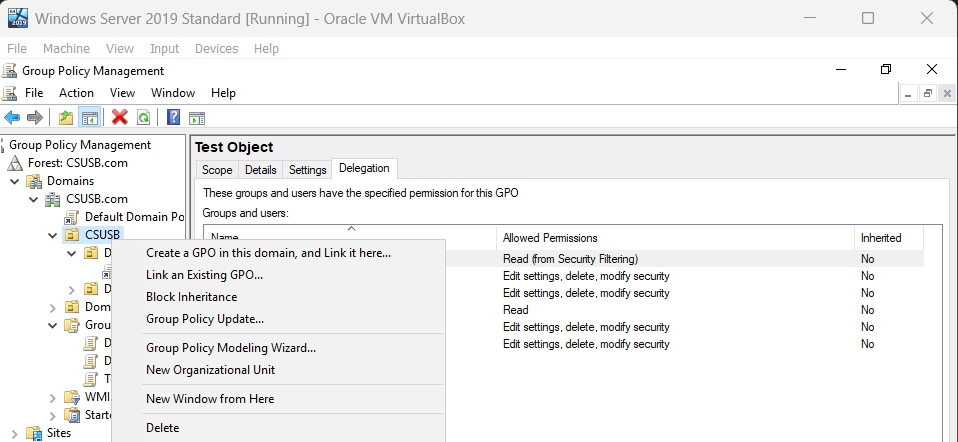 Windows Server 2019 Standard [Running] - Oracle VM VirtualBox
File Machine View Input Devices Help
Group Policy Management
File Action View Window Help
Group Policy Management
Forest: CSUSB.com
Domains
CSUSB.com
Default Domain Po
CSUSB
D
D
Dom
Grou
D
D
T
WMI
Starte
Sites
Test Object
Scope Details Settings Delegation
These groups and users have the specified permission for this GPO
Groups and users:
Name Allowed Permissions Inherited
Read (from Security Filtering) No
Edit settings, delete, modify security No
Edit settings, delete, modify security No
Read No
Edit settings, delete, modify security No
Edit settings, delete, modify security No
Create a GPO in this domain, and Link it here...
Link an Existing GPO...
Block Inheritance
Group Policy Update...
Group Policy Modeling Wizard...
New Organizational Unit
New Window from Here
Delete